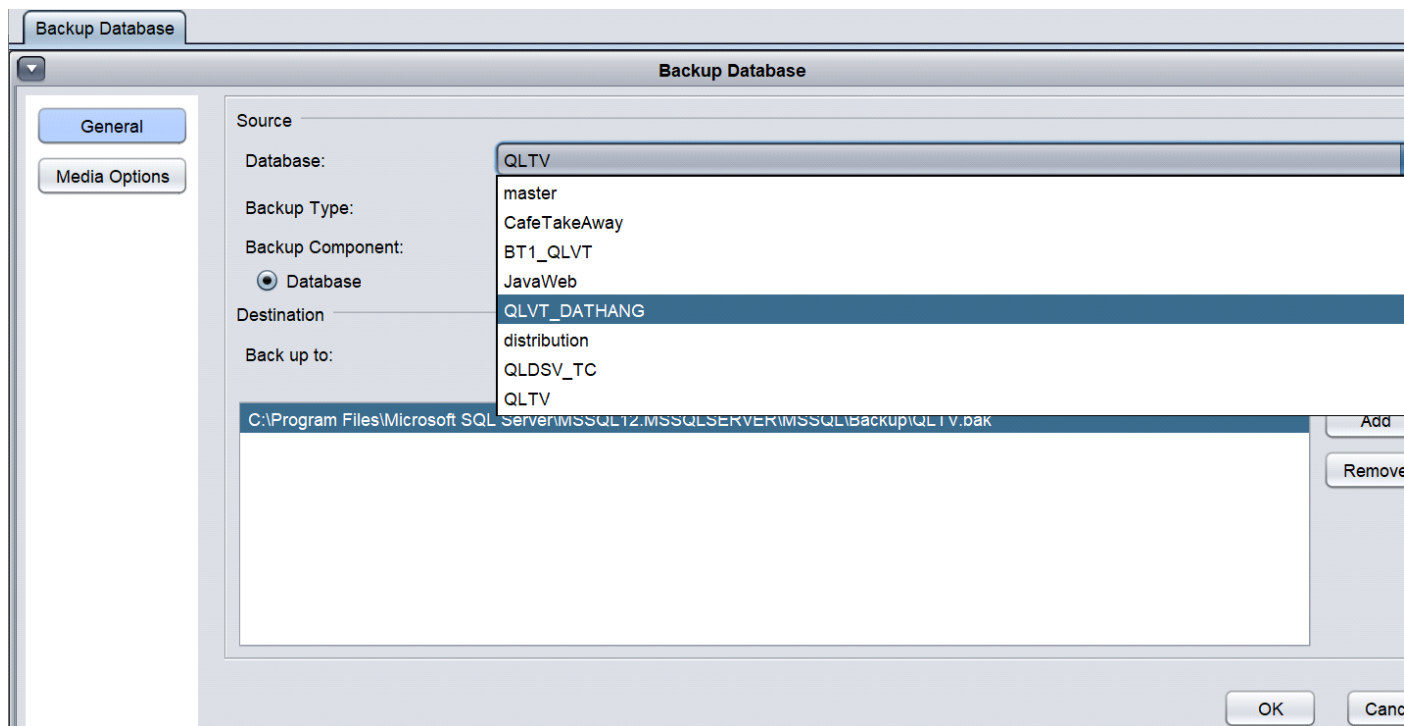 Backup Database
Backup Database
General
Media Options
Source
Database:
QLTV
master
CafeTakeAway
BT1_QLVT
JavaWeb
QLVT_DATHANG
distribution
QLDSV_TC
QLTV
Backup Type:
Backup Component:
Database
Destination
Back up to:
C:\Program Files\Microsoft SQL Server\MSSQL12.MSSQLSERVER\MSSQL\Backup\QLTV.bak
Add
Remove
OK
Canc